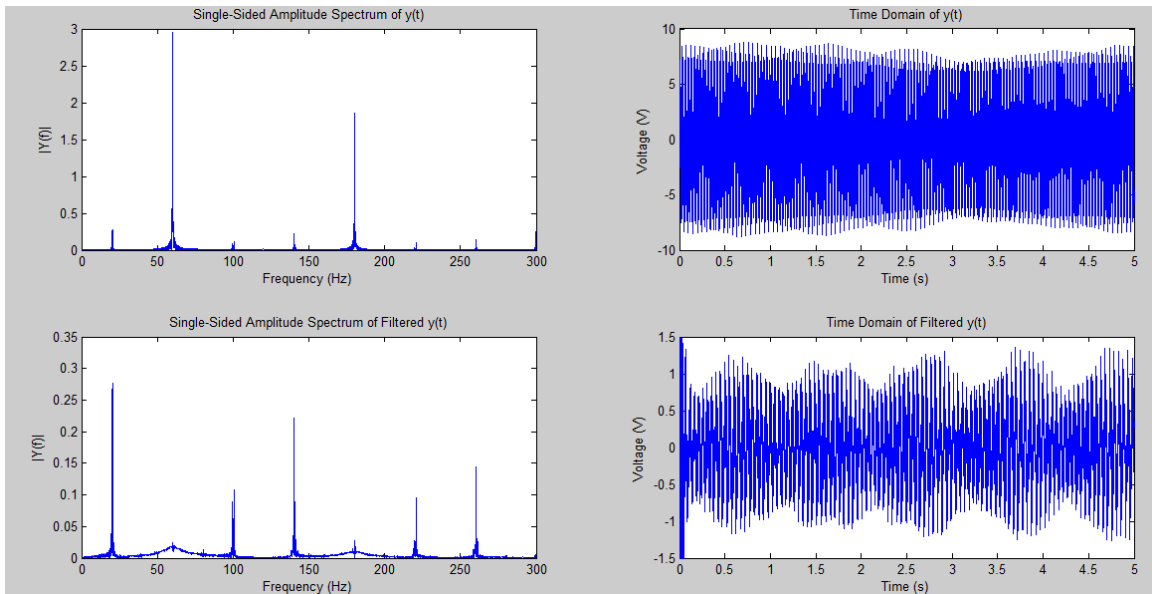 Single-Sided Amplitude Spectrum of y(t)
3
2.5
2
1.5
1
0.5
0
|Y(f)|
0 50 100 150 200 250 300
Frequency (Hz)
Time Domain of y(t)
10
5
0
-5
-10
Voltage (V)
0 0.5 1 1.5 2 2.5 3 3.5 4 4.5 5
Time (s)
Single-Sided Amplitude Spectrum of Filtered y(t)
0.35
0.3
0.25
0.2
0.15
0.1
0.05
0
|Y(f)|
0 50 100 150 200 250 300
Frequency (Hz)
Time Domain of Filtered y(t)
1.5
1
0.5
0
-0.5
-1
-1.5
Voltage (V)
0 0.5 1 1.5 2 2.5 3 3.5 4 4.5 5
Time (s)